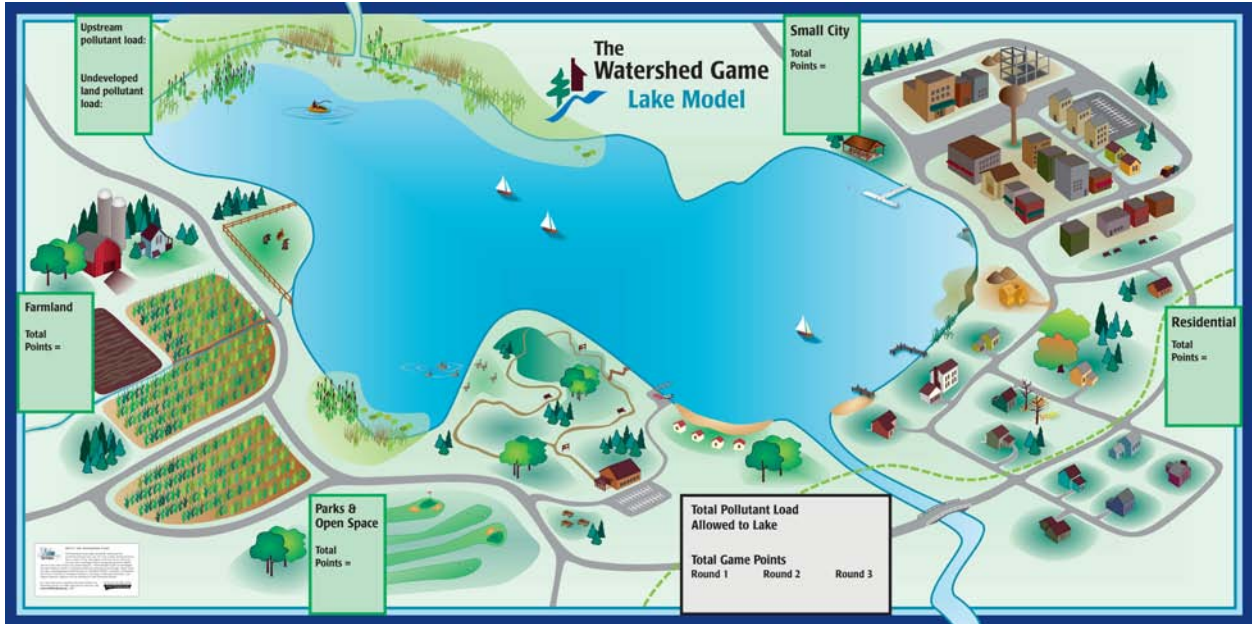 Upstream
pollutant load:
Undeveloped
land pollutant
load:
The
Watershed Game
Lake Model
Small City
Total
Points =
Farmland
Total
Points =
Residential
Total
Points =
Parks &
Open Space
Total
Points =
Total Pollutant Load
Allowed to Lake
Total Game Points
Round 1 Round 2 Round 3